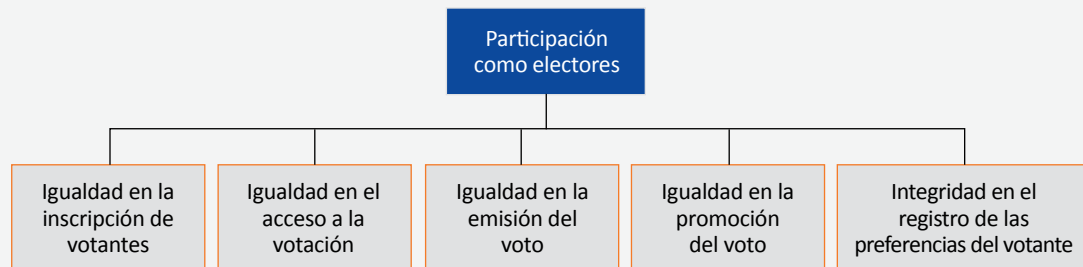 Participación
como electores
Igualdad en la
inscripción de
votantes
Igualdad en el
acceso a la
votación
Igualdad en la
emisión del
voto
Igualdad en la
promoción
del voto
Integridad en el
registro de las
preferencias del votante